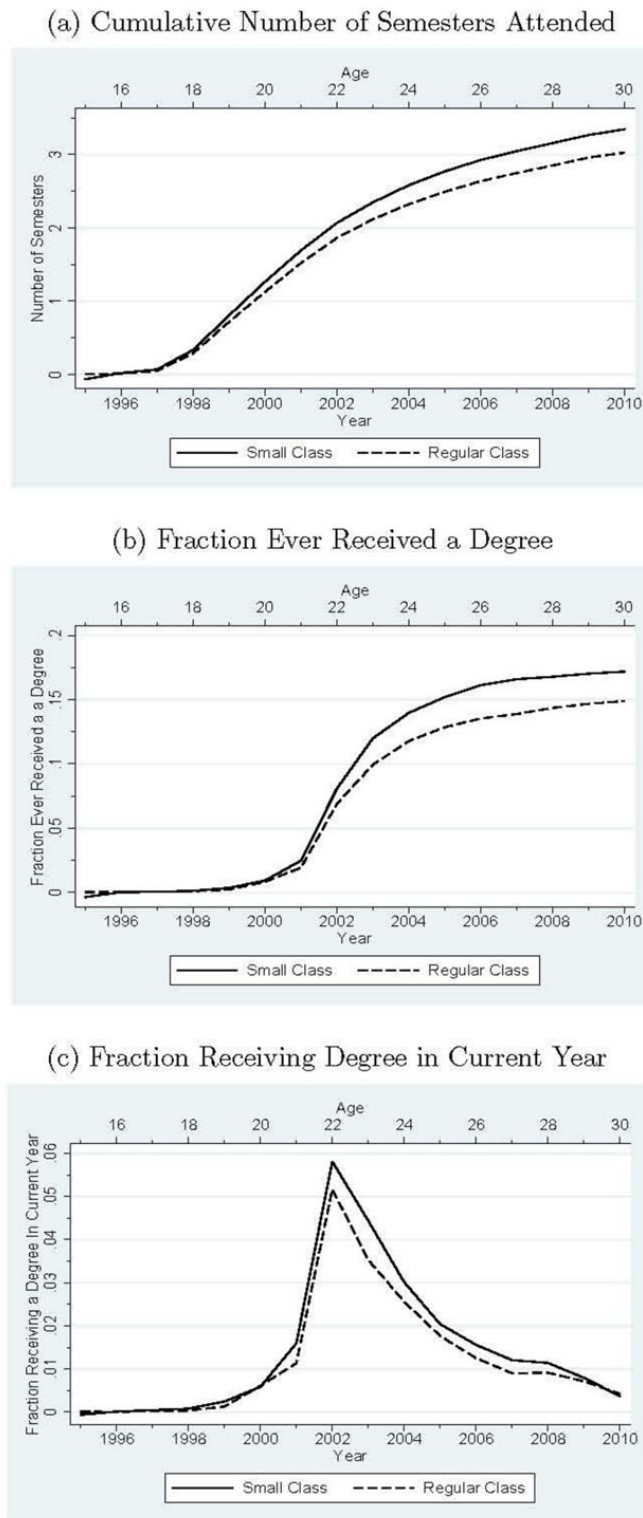 (a) Cumulative Number of Semesters Attended
Age
16 18 20 22 24 26 28 30
Number of Semesters
3
2
1
0
1996 1998 2000 2002 2004 2006 2008 2010
Year
Small Class Regular Class
(b) Fraction Ever Received a Degree
Age
16 18 20 22 24 26 28 30
Fraction Ever Received a a Degree
.2
.15
.1
.05
0
1996 1998 2000 2002 2004 2006 2008 2010
Year
Small Class Regular Class
(c) Fraction Receiving Degree in Current Year
Age
16 18 20 22 24 26 28 30
Fraction Receiving a Degree In Current Year
.06
.05
.04
.03
.02
.01
0
1996 1998 2000 2002 2004 2006 2008 2010
Year
Small Class Regular Class